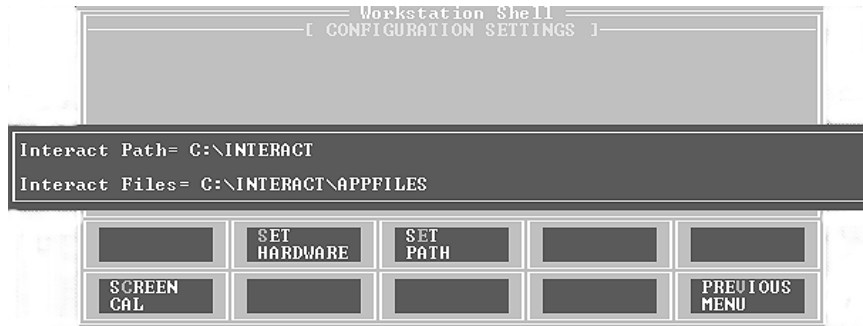 Workstation Shell
[ CONFIGURATION SETTINGS ]
Interact Path= C:\INTERACT
Interact Files= C:\INTERACT\APPFILES
SET
HARDWARE
SET
PATH
SCREEN
CAL
PREVIOUS
MENU